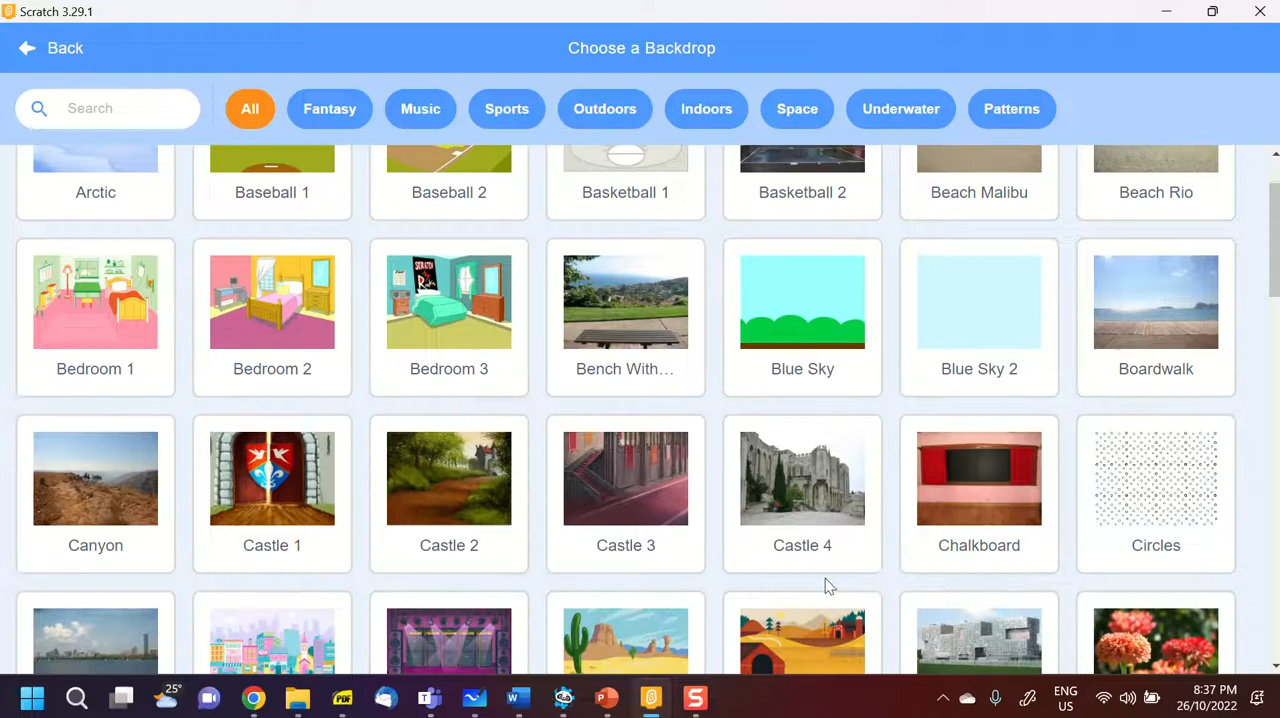 Scratch 3.29.1
Back
Choose a Backdrop
Search
All
Fantasy
Music
Sports
Outdoors
Indoors
Space
Underwater
Patterns
Arctic
Baseball 1
Baseball 2
Basketball 1
Basketball 2
Beach Malibu
Beach Rio
SCRATCH
Bedroom 1
Bedroom 2
Bedroom 3
Bench With...
Blue Sky
Blue Sky 2
Boardwalk
Canyon
Castle 1
Castle 2
Castle 3
Castle 4
Chalkboard
Circles
25°
PDF
ENG
US
8:37 PM
26/10/2022